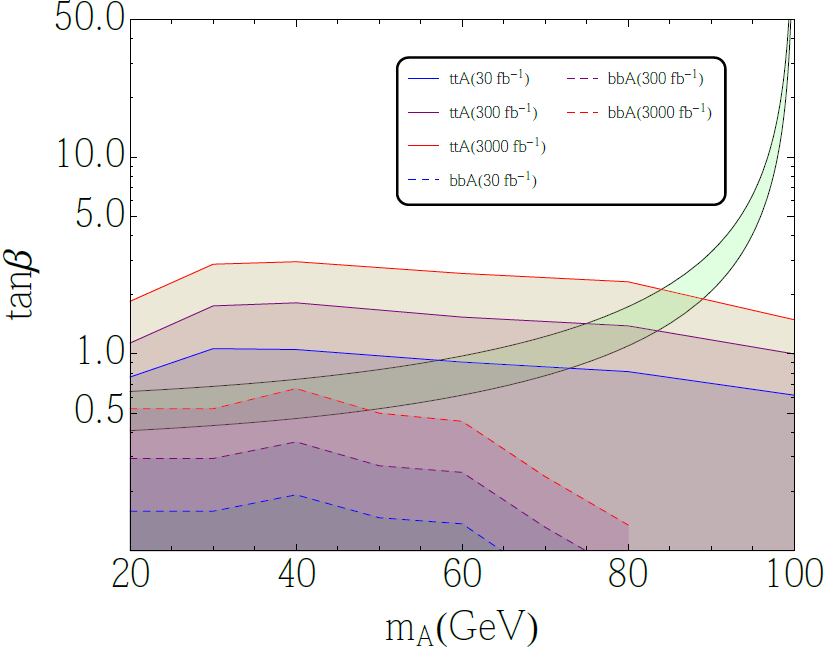 50.0
10.0
5.0
1.0
0.5
tanβ
ttA(30 fb⁻¹)
ttA(300 fb⁻¹)
ttA(3000 fb⁻¹)
bbA(30 fb⁻¹)
bbA(300 fb⁻¹)
bbA(3000 fb⁻¹)
20 40 60 80 100
m_A(GeV)